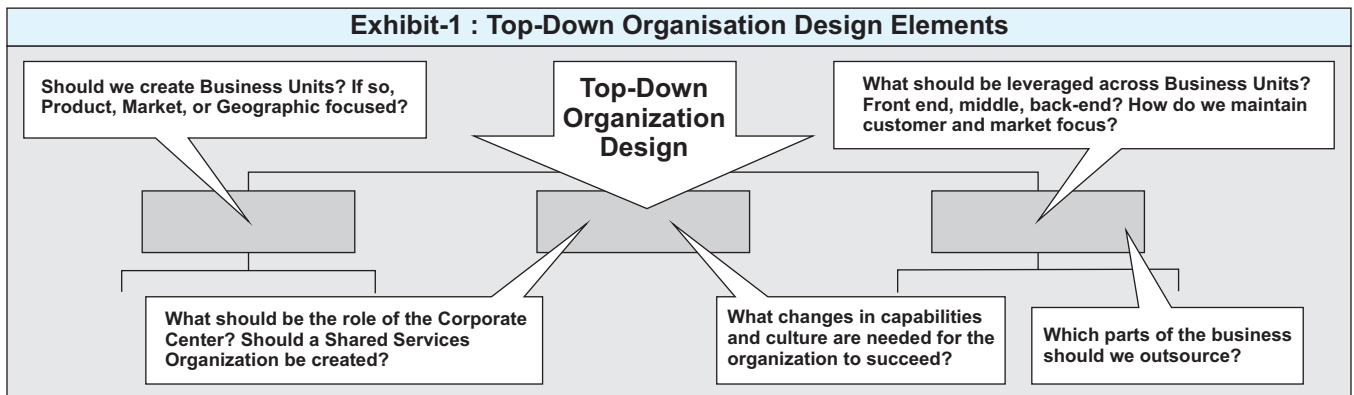 Exhibit-1 : Top-Down Organisation Design Elements
Should we create Business Units? If so,
Product, Market, or Geographic focused?
Top-Down
Organization
Design
What should be leveraged across Business Units?
Front end, middle, back-end? How do we maintain
customer and market focus?
What should be the role of the Corporate
Center? Should a Shared Services
Organization be created?
What changes in capabilities
and culture are needed for the
organization to succeed?
Which parts of the business
should we outsource?